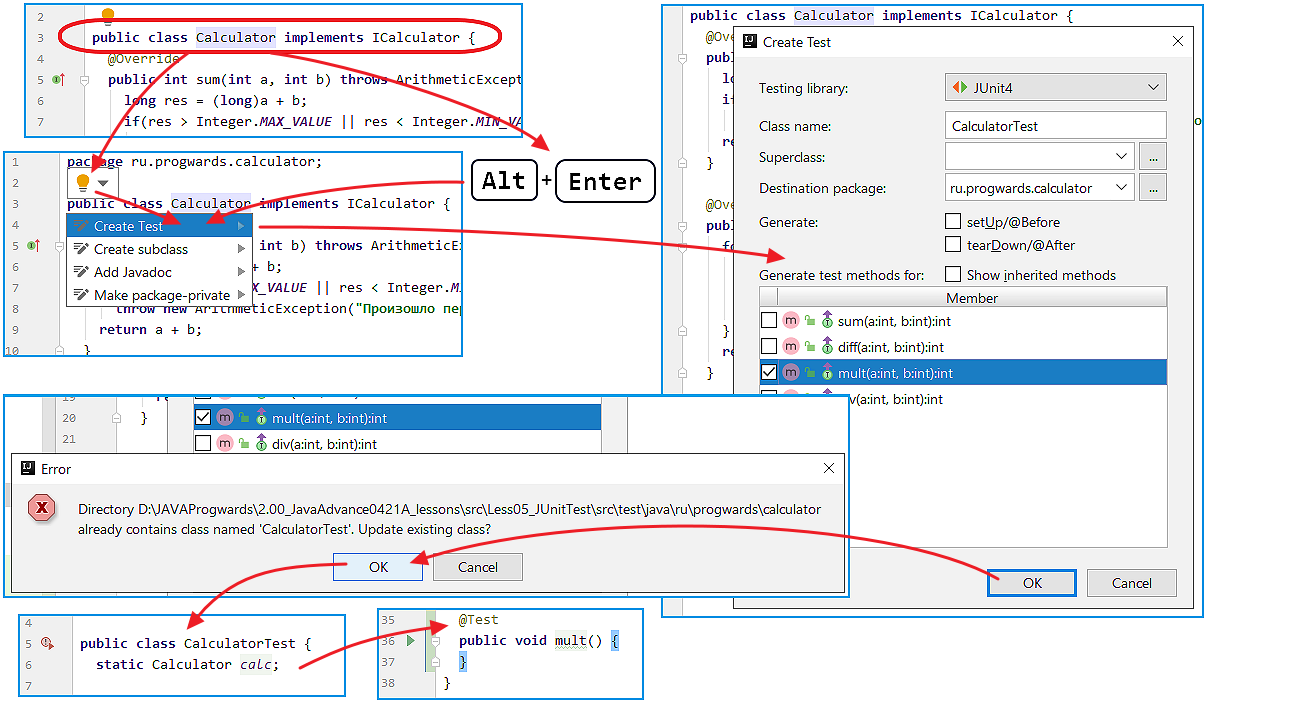 2
3 public class Calculator implements ICalculator {
4 @Override
5 public int sum(int a, int b) throws ArithmeticExcept
6 long res = (long)a + b;
7 if(res > Integer.MAX_VALUE || res < Integer.MIN_VA
1 package ru.progwards.calculator;
2
3 public class Calculator implements ICalculator {
4 Create Test
5 Create subclass int b) throws ArithmeticEx
6 Add Javadoc + b;
7 Make package-private X_VALUE || res < Integer.M
8 throw new ArithmeticException("Произошло пер
9 return a + b;
10 }
Alt + Enter
public class Calculator implements ICalculator {
@Ove
publ
lo
if
re
}
@Ove
publ
fo
}
re
}
Create Test
Testing library: JUnit4
Class name: CalculatorTest
Superclass: ...
Destination package: ru.progwards.calculator ...
Generate: setUp/@Before
tearDown/@After
Generate test methods for: Show inherited methods
Member
m sum(a:int, b:int):int
m diff(a:int, b:int):int
m mult(a:int, b:int):int
v(a:int, b:int):int
OK Cancel
19
20 } m mult(a:int, b:int):int
21 m div(a:int, b:int):int
Error
Directory D:\JAVAProgwards\2.00_JavaAdvance0421A_lessons\src\Less05_JUnitTest\src\test\java\ru\progwards\calculator
already contains class named 'CalculatorTest'. Update existing class?
OK Cancel
4
5 public class CalculatorTest {
6 static Calculator calc;
7
35 @Test
36 public void mult() {
37 }
38 }